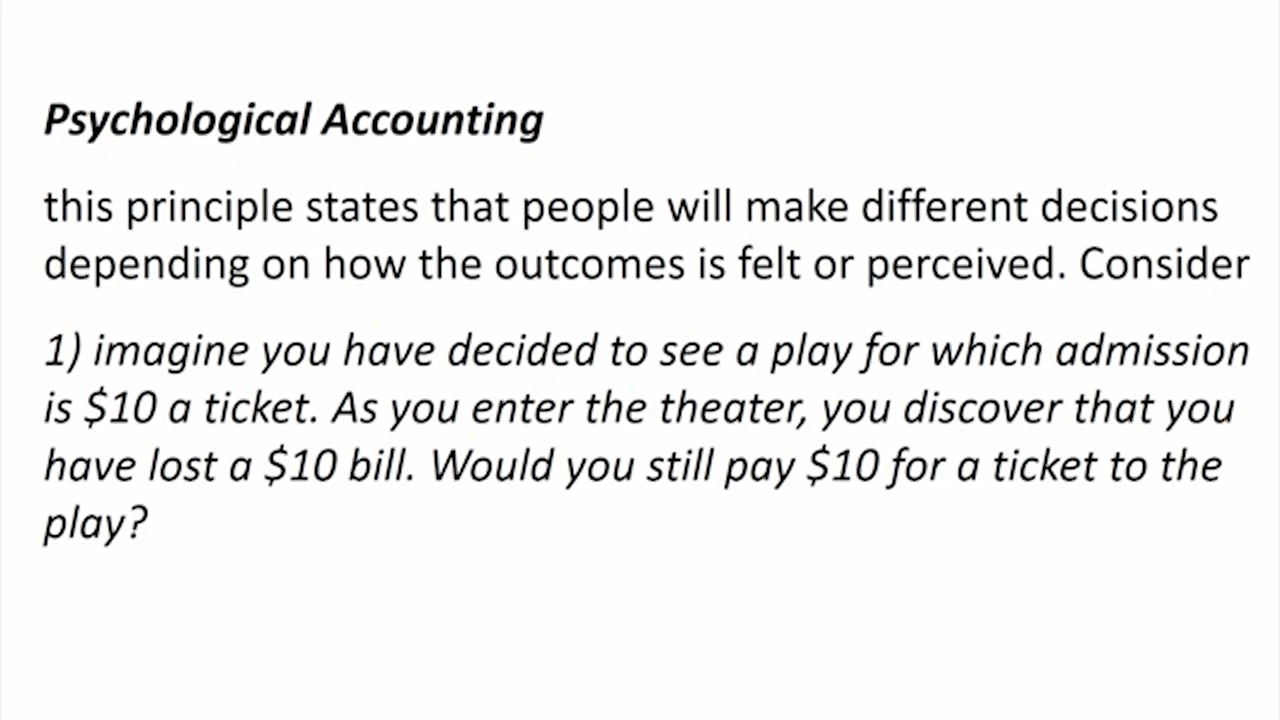 Psychological Accounting
this principle states that people will make different decisions
depending on how the outcomes is felt or perceived. Consider
1) imagine you have decided to see a play for which admission
is $10 a ticket. As you enter the theater, you discover that you
have lost a $10 bill. Would you still pay $10 for a ticket to the
play?